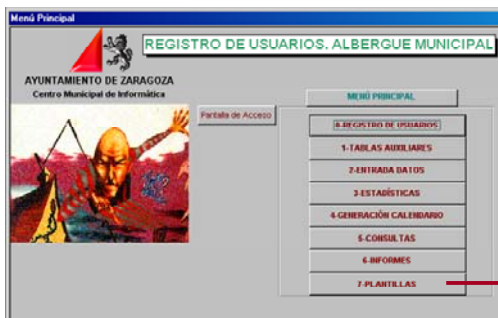 Menú Principal
REGISTRO DE USUARIOS. ALBERGUE MUNICIPAL
AYUNTAMIENTO DE ZARAGOZA
Centro Municipal de Informática
MENÚ PRINCIPAL
Pantalla de Acceso
0-REGISTRO DE USUARIOS
1-TABLAS AUXILIARES
2-ENTRADA DATOS
3-ESTADÍSTICAS
4-GENERACIÓN CALENDARIO
5-CONSULTAS
6-INFORMES
7-PLANTILLAS